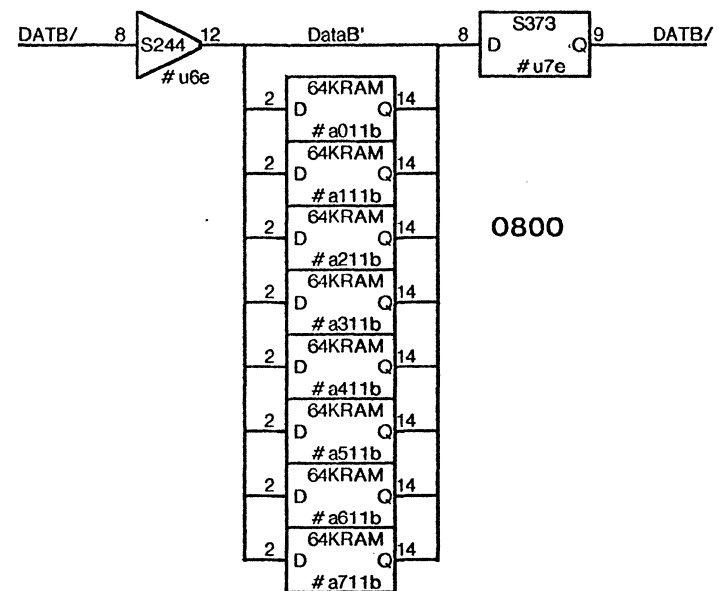 DATB/ 8 S244 12 DataB' 8 S373 9 DATB/
D Q
# u6e # u7e
64KRAM
2 D Q 14
# a011b
64KRAM
2 D Q 14
# a111b
64KRAM
2 D Q 14
# a211b
0800
64KRAM
2 D Q 14
# a311b
64KRAM
2 D Q 14
# a411b
64KRAM
2 D Q 14
# a511b
64KRAM
2 D Q 14
# a611b
64KRAM
2 D Q 14
# a711b